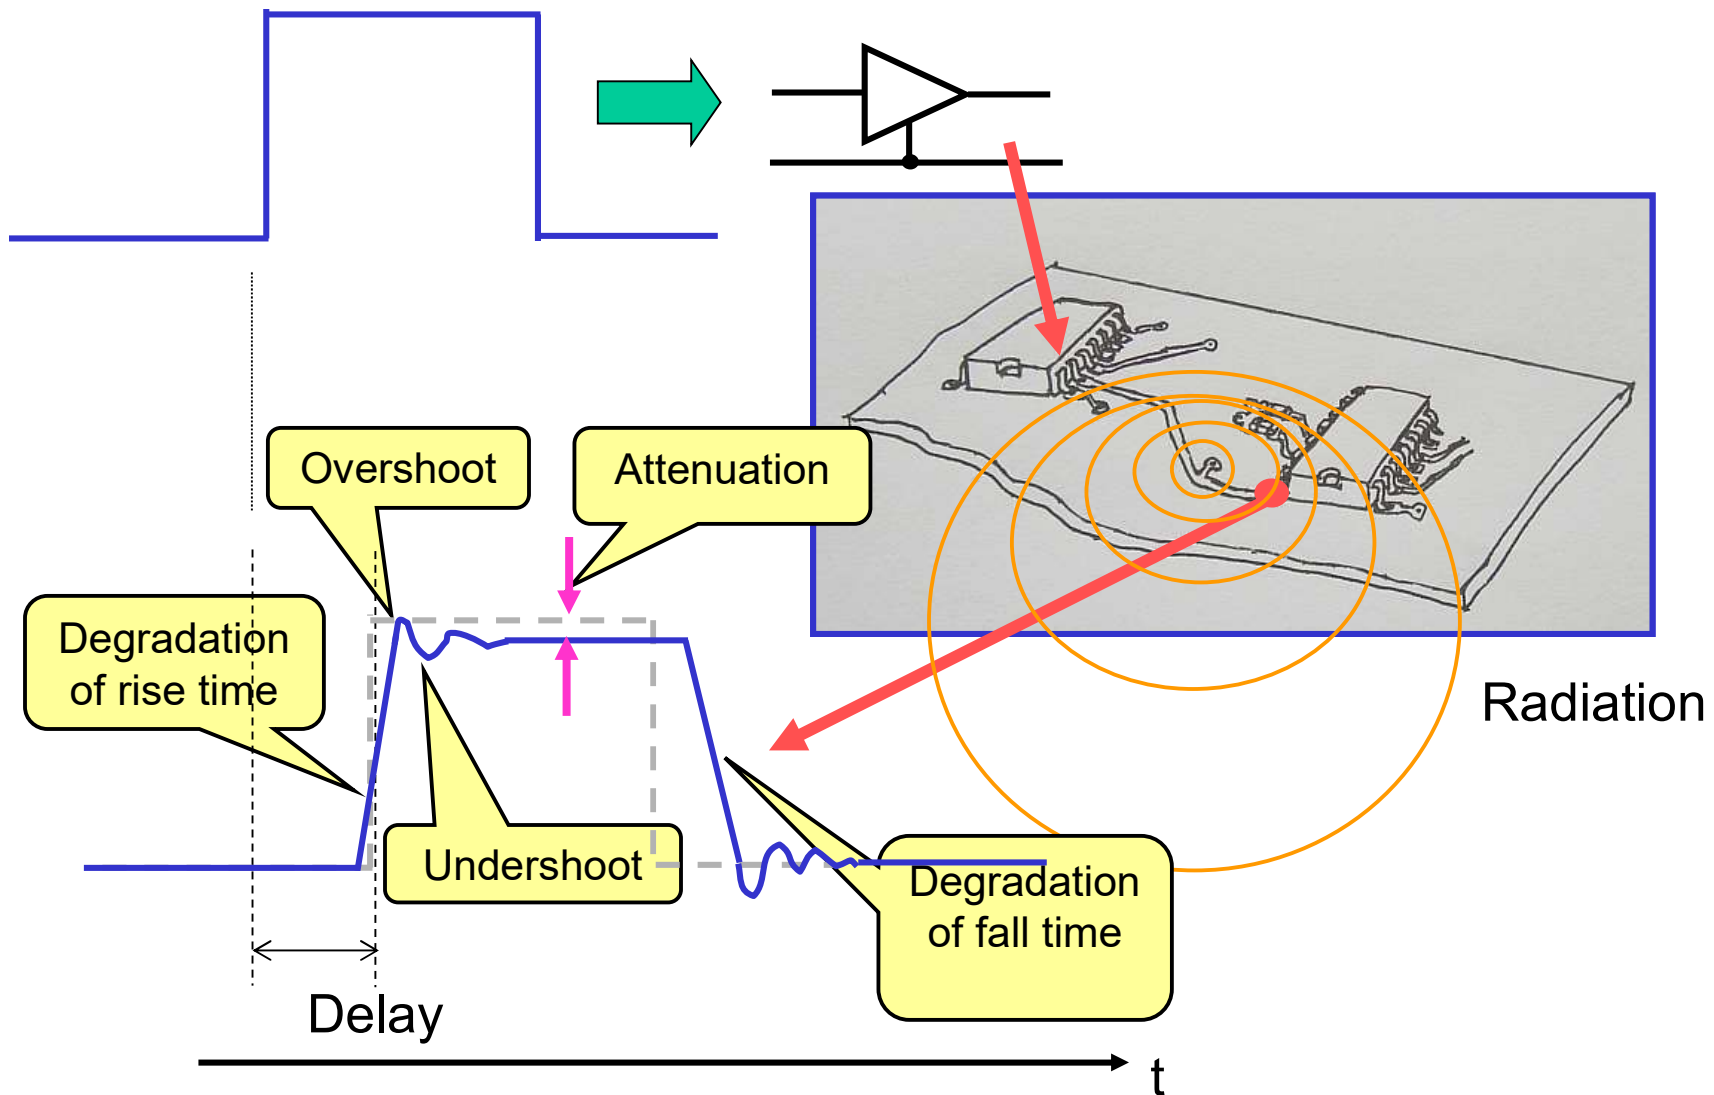 Overshoot
Attenuation
Degradation
of rise time
Radiation
Undershoot
Degradation
of fall time
Delay
t